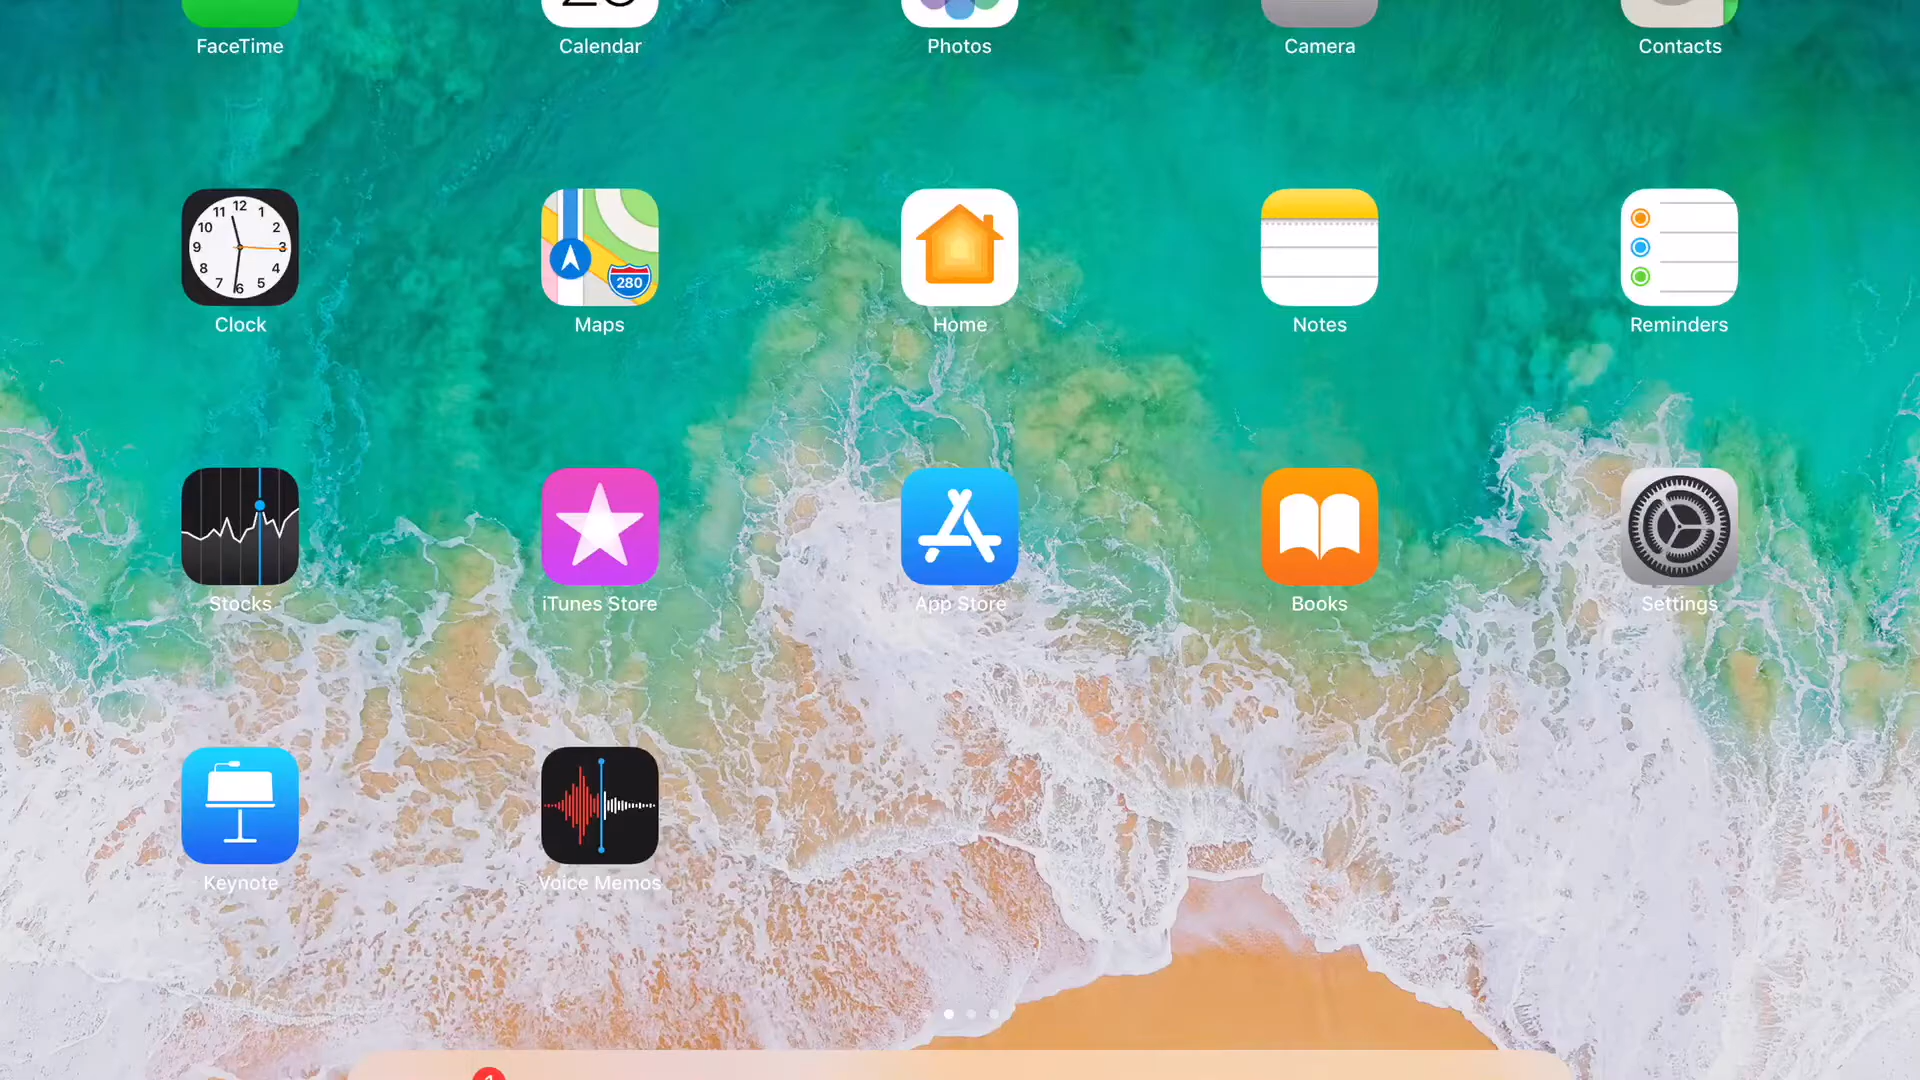 FaceTime
Calendar
Photos
Camera
Contacts
12
11 1
10 2
9 3
8 4
7 5
6
280
Clock
Maps
Home
Notes
Reminders
Stocks
iTunes Store
App Store
Books
Settings
Keynote
Voice Memos